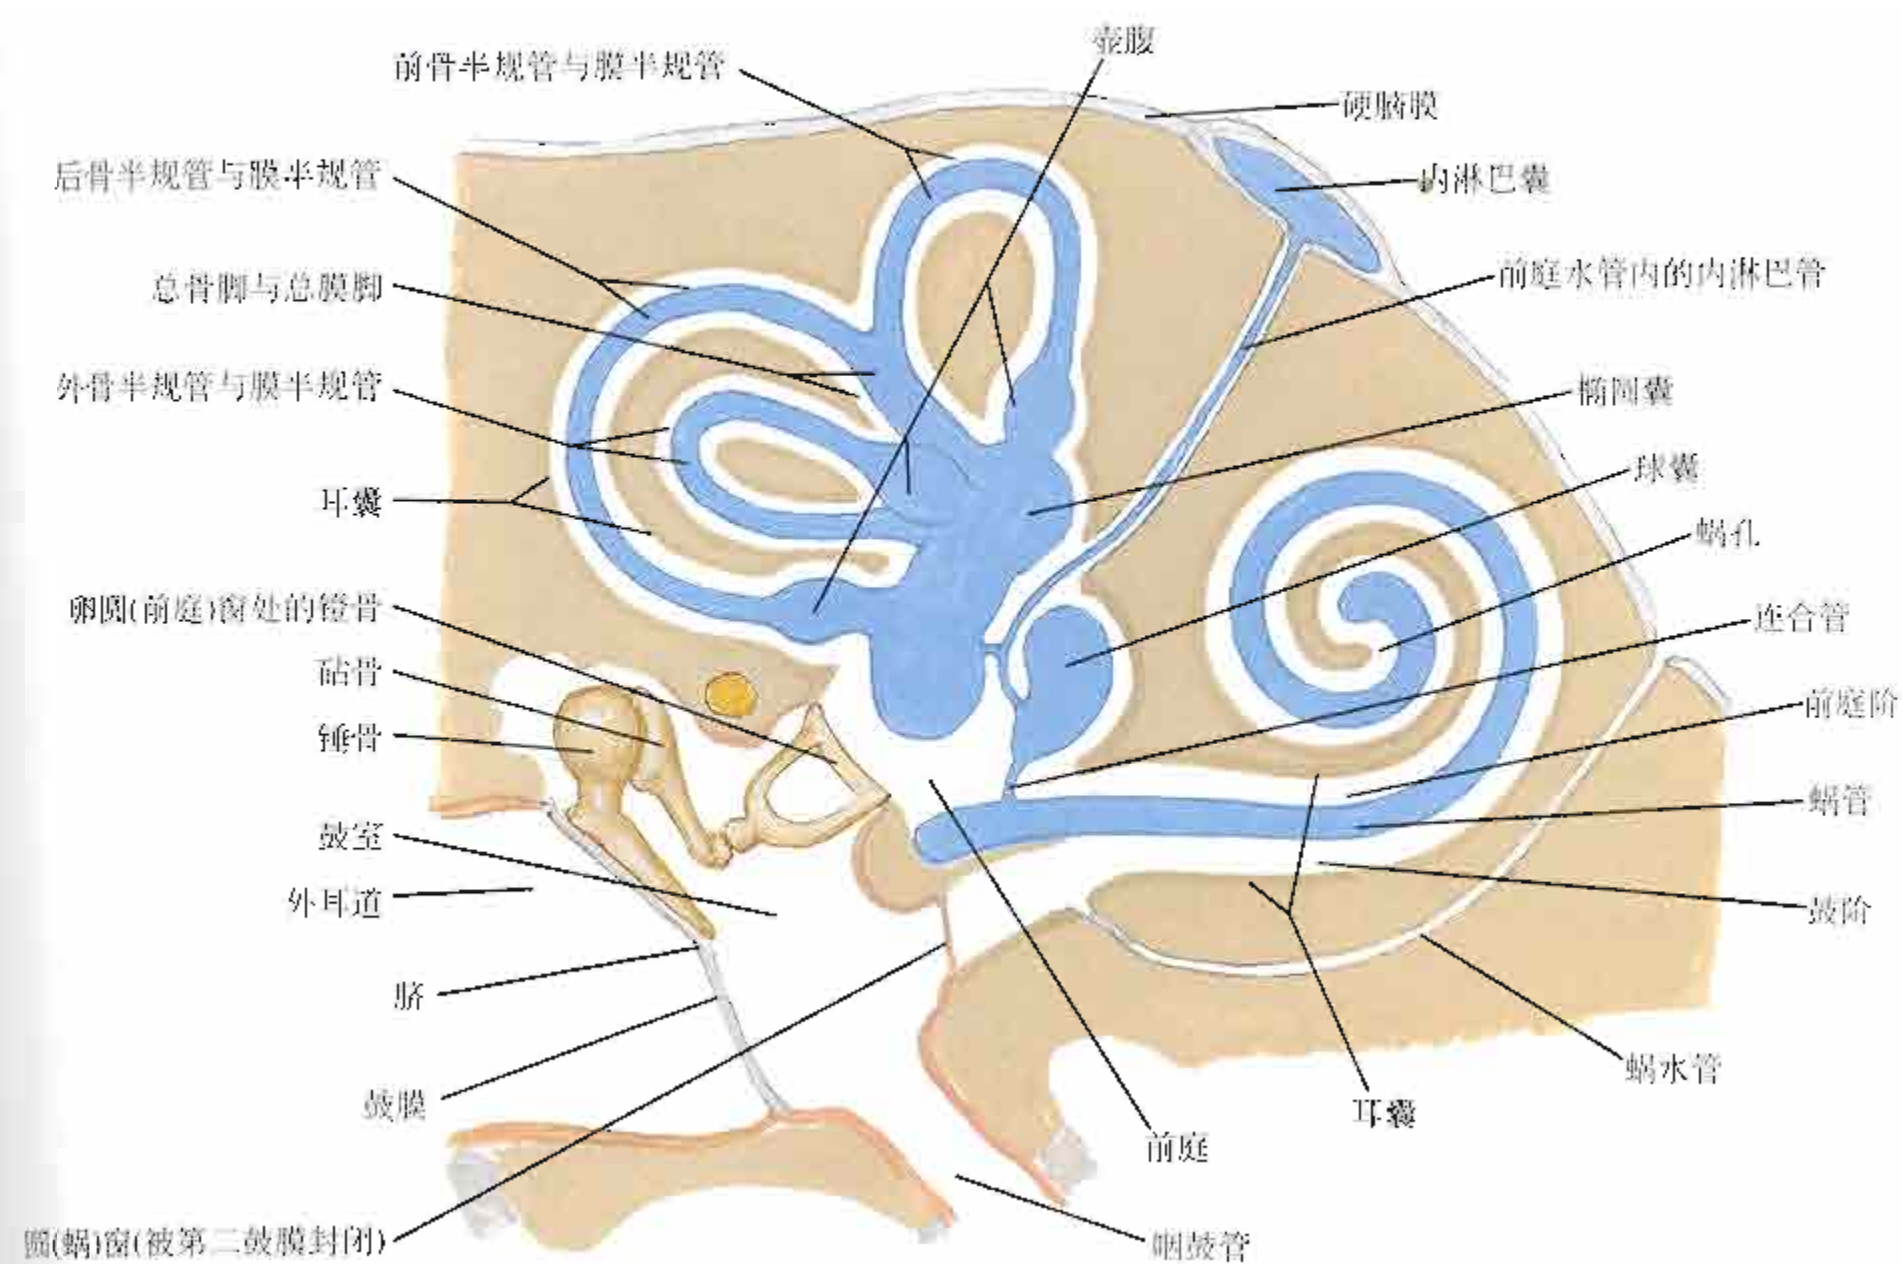 壶腹
前骨半规管与膜半规管
硬脑膜
后骨半规管与膜半规管
内淋巴囊
总骨脚与总膜脚
前庭水管内的内淋巴管
外骨半规管与膜半规管
椭圆囊
球囊
耳囊
蜗孔
卵圆(前庭)窗处的镫骨
连合管
砧骨
前庭阶
锤骨
蜗管
鼓室
外耳道
鼓阶
脐
蜗水管
鼓膜
耳囊
前庭
圆(蜗)窗(被第二鼓膜封闭)
咽鼓管